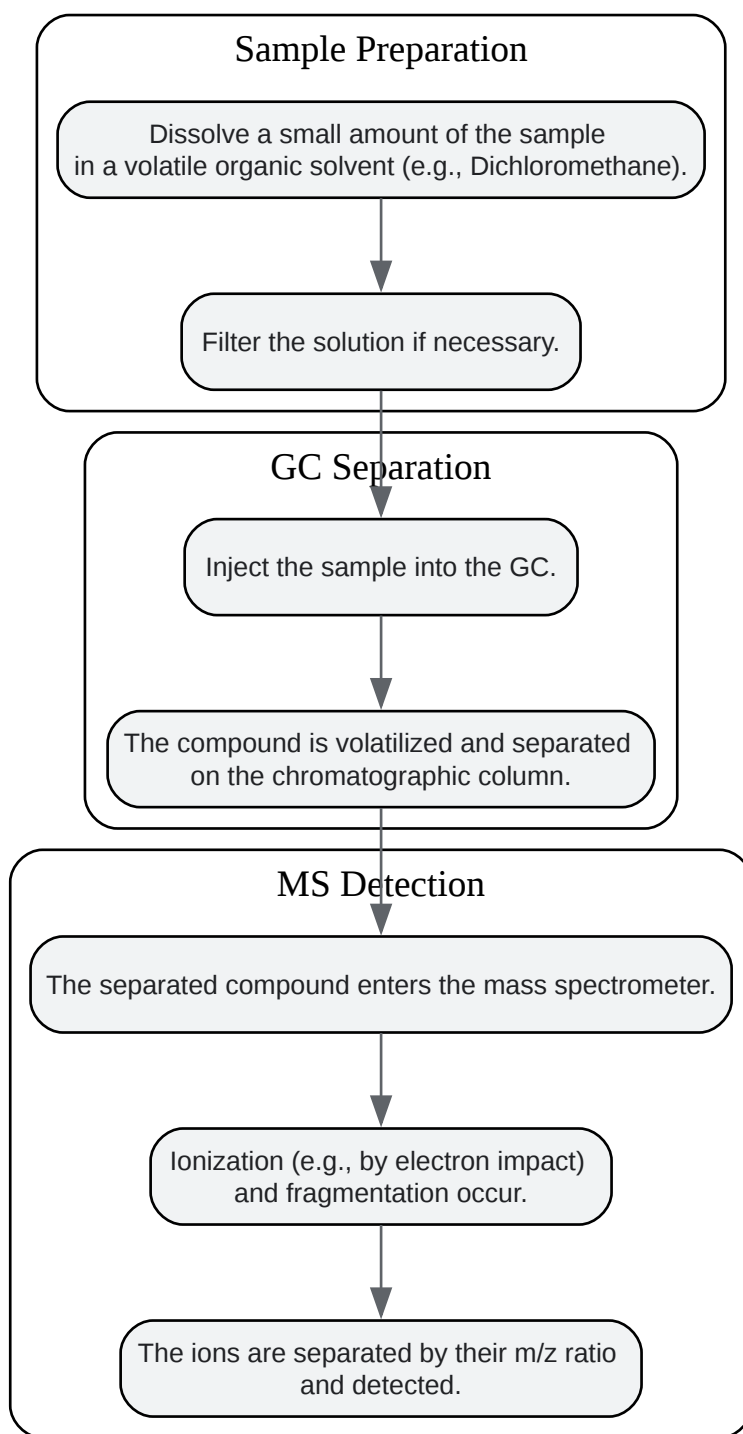 Sample Preparation
Dissolve a small amount of the sample
in a volatile organic solvent (e.g., Dichloromethane).
Filter the solution if necessary.
GC Separation
Inject the sample into the GC.
The compound is volatilized and separated
on the chromatographic column.
MS Detection
The separated compound enters the mass spectrometer.
Ionization (e.g., by electron impact)
and fragmentation occur.
The ions are separated by their m/z ratio
and detected.